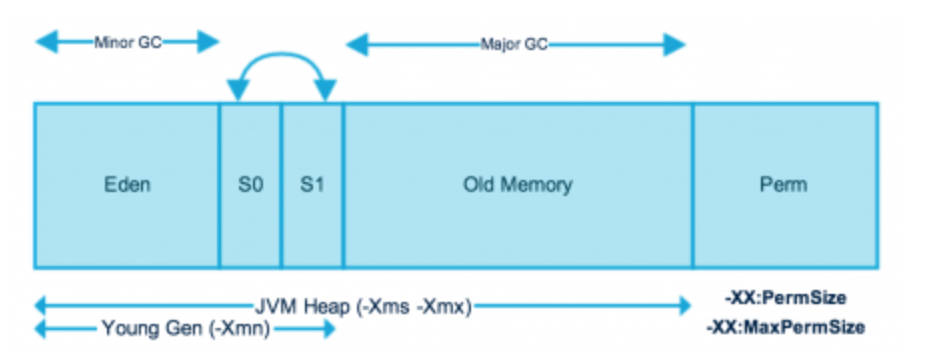 Minor GC
Major GC
Eden
S0
S1
Old Memory
Perm
JVM Heap (-Xms -Xmx)
-XX:PermSize
Young Gen (-Xmn)
-XX:MaxPermSize